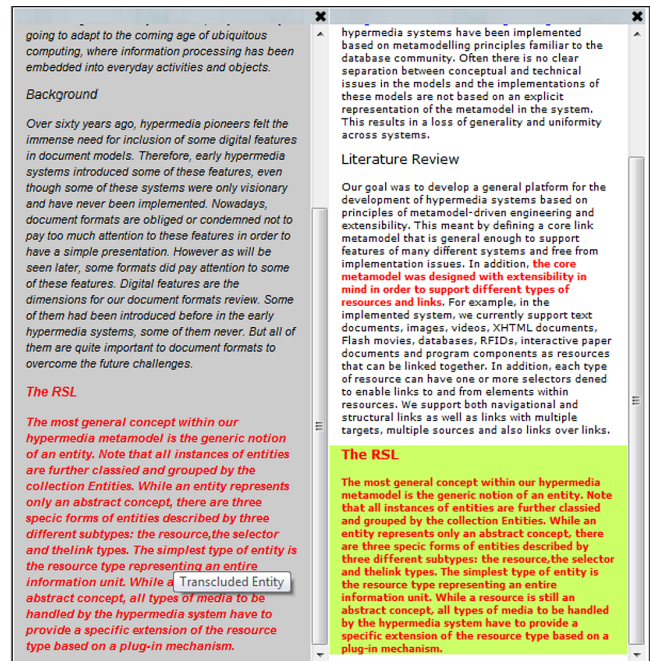 going to adapt to the coming age of ubiquitous
computing, where information processing has been
embedded into everyday activities and objects.
Background
Over sixty years ago, hypermedia pioneers felt the
immense need for inclusion of some digital features
in document models. Therefore, early hypermedia
systems introduced some of these features, even
though some of these systems were only visionary
and have never been implemented. Nowadays,
document formats are obliged or condemned not to
pay too much attention to these features in order to
have a simple presentation. However as will be
seen later, some formats did pay attention to some
of these features. Digital features are the
dimensions for our document formats review. Some
of them had been introduced before in the early
hypermedia systems, some of them never. But all of
them are quite important to document formats to
overcome the future challenges.
The RSL
The most general concept within our
hypermedia metamodel is the generic notion
of an entity. Note that all instances of entities
are further classied and grouped by the
collection Entities. While an entity represents
only an abstract concept, there are three
specic forms of entities described by three
different subtypes: the resource,the selector
and thelink types. The simplest type of entity is
the resource type representing an entire
information unit. While a
Transcluded Entity
abstract concept, all types of media to be
handled by the hypermedia system have to
provide a specific extension of the resource
type based on a plug-in mechanism.
hypermedia systems have been implemented
based on metamodelling principles familiar to the
database community. Often there is no clear
separation between conceptual and technical
issues in the models and the implementations of
these models are not based on an explicit
representation of the metamodel in the system.
This results in a loss of generality and uniformity
across systems.
Literature Review
Our goal was to develop a general platform for the
development of hypermedia systems based on
principles of metamodel-driven engineering and
extensibility. This meant by defining a core link
metamodel that is general enough to support
features of many different systems and free from
implementation issues. In addition, the core
metamodel was designed with extensibility in
mind in order to support different types of
resources and links. For example, in the
implemented system, we currently support text
documents, images, videos, XHTML documents,
Flash movies, databases, RFIDs, interactive paper
documents and program components as resources
that can be linked together. In addition, each type
of resource can have one or more selectors dened
to enable links to and from elements within
resources. We support both navigational and
structural links as well as links with multiple
targets, multiple sources and also links over links.
The RSL
The most general concept within our hypermedia
metamodel is the generic notion of an entity. Note
that all instances of entities are further classied
and grouped by the collection Entities. While an
entity represents only an abstract concept, there
are three specic forms of entities described by
three different subtypes: the resource,the selector
and thelink types. The simplest type of entity is
the resource type representing an entire
information unit. While a resource is still an
abstract concept, all types of media to be handled
by the hypermedia system have to provide a
specific extension of the resource type based on a
plug-in mechanism.